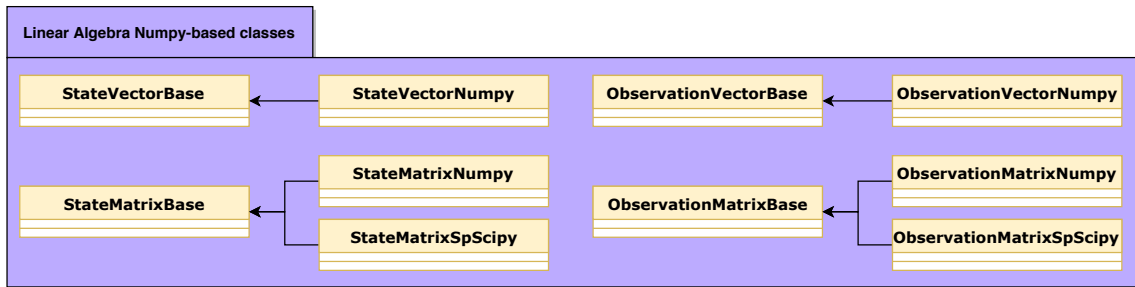 Linear Algebra Numpy-based classes
StateVectorBase
StateVectorNumpy
ObservationVectorBase
ObservationVectorNumpy
StateMatrixBase
StateMatrixNumpy
StateMatrixSpScipy
ObservationMatrixBase
ObservationMatrixNumpy
ObservationMatrixSpScipy